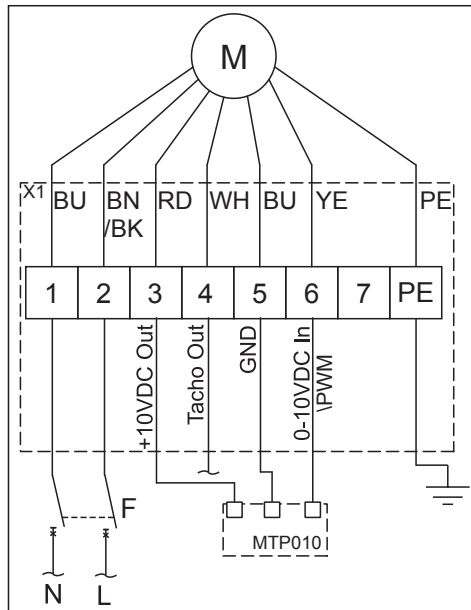 M
X1 BU BN RD WH BU YE PE
/BK
1 2 3 4 5 6 7 PE
+10VDC Out
Tacho Out
GND
0-10VDC In
\PWM
F
MTP010
N L